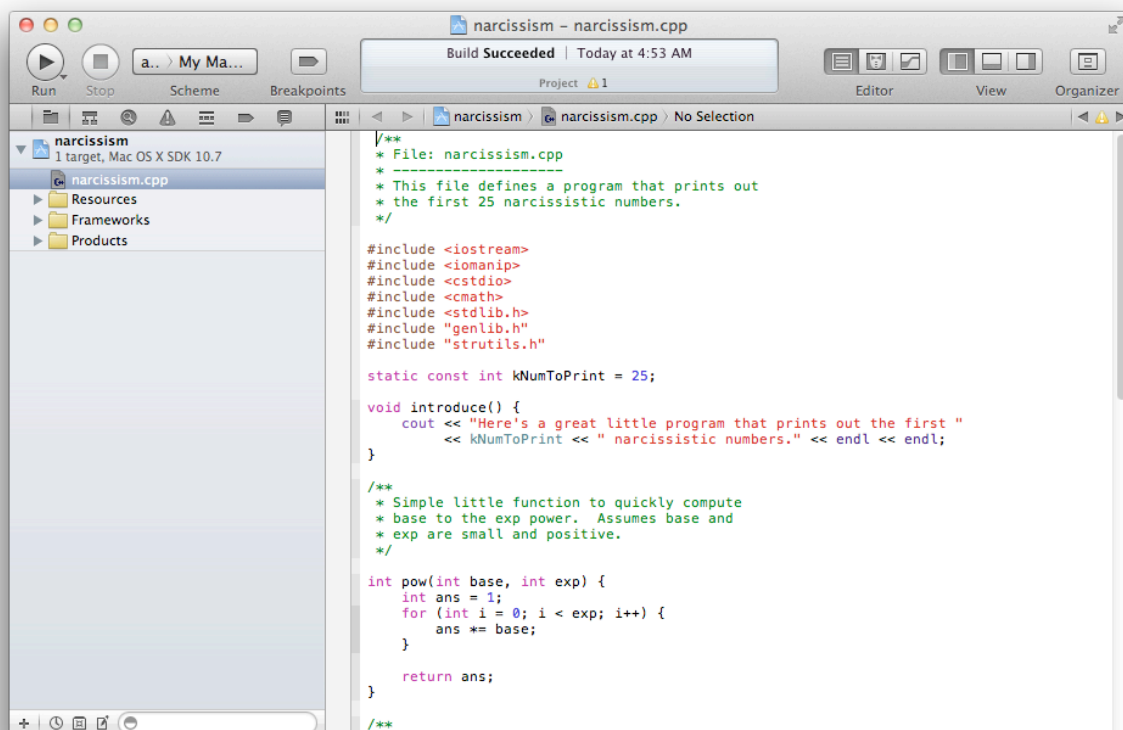 narcissism – narcissism.cpp
Build Succeeded | Today at 4:53 AM
a.. 〉 My Ma...
Project 1
Run Stop Scheme Breakpoints Editor View Organizer
narcissism 〉 narcissism.cpp 〉 No Selection
narcissism
1 target, Mac OS X SDK 10.7
narcissism.cpp
Resources
Frameworks
Products
/**
 * File: narcissism.cpp
 * --------------------
 * This file defines a program that prints out
 * the first 25 narcissistic numbers.
 */
#include <iostream>
#include <iomanip>
#include <cstdio>
#include <cmath>
#include <stdlib.h>
#include "genlib.h"
#include "strutils.h"
static const int kNumToPrint = 25;
void introduce() {
    cout << "Here's a great little program that prints out the first "
         << kNumToPrint << " narcissistic numbers." << endl << endl;
}
/**
 * Simple little function to quickly compute
 * base to the exp power.  Assumes base and
 * exp are small and positive.
 */
int pow(int base, int exp) {
    int ans = 1;
    for (int i = 0; i < exp; i++) {
        ans *= base;
    }
    return ans;
}
/**